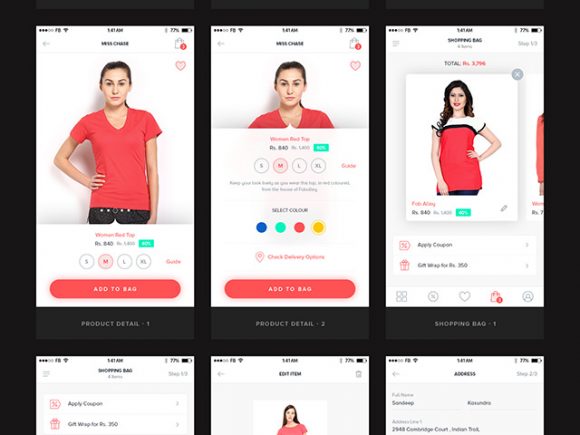 FB 1:41 AM 77%
MISS CHASE
3
Women Red Top
Rs. 840 Rs. 1,400 60%
S M L XL Guide
ADD TO BAG
PRODUCT DETAIL - 1
FB 1:41 AM 77%
MISS CHASE
3
Women Red Top
Rs. 840 Rs. 1,400 60%
S M L XL Guide
Keep your look lively as you wear the top, in red coloured,
from the house of FabAlley
SELECT COLOUR
Check Delivery Options
ADD TO BAG
PRODUCT DETAIL - 2
FB 1:41 AM 77%
SHOPPING BAG
4 Items
Step 1/3
TOTAL: Rs. 3,796
Fab Alley
Rs. 840 Rs. 1,400 40%
Apply Coupon
Gift Wrap for Rs. 350
3
SHOPPING BAG - 1
FB 1:41 AM 77%
SHOPPING BAG
4 Items
Step 1/3
Apply Coupon
Gift Wrap for Rs. 350
FB 1:41 AM 77%
EDIT ITEM
FB 1:41 AM 77%
ADDRESS
Step 2/3
Full Name
Sandeep Kasundra
Address Line 1
2948 Cambridge Court , Indian Trail,